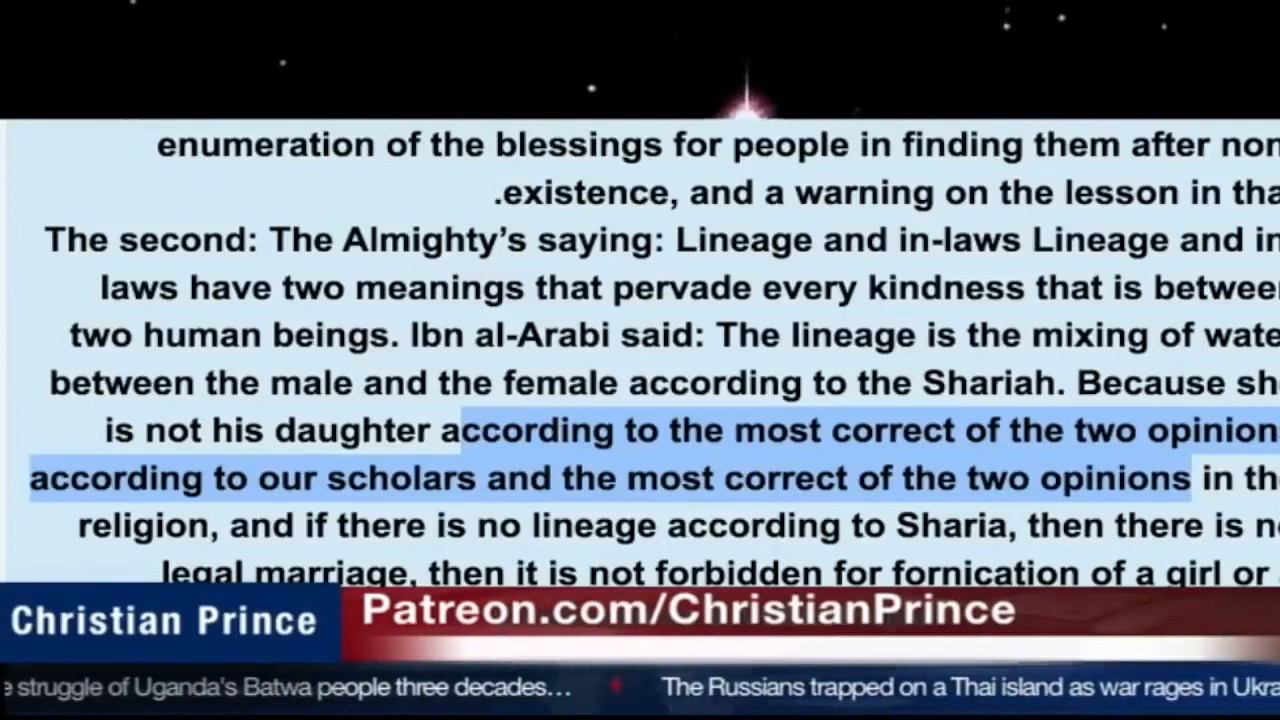 enumeration of the blessings for people in finding them after non
.existence, and a warning on the lesson in tha
The second: The Almighty's saying: Lineage and in-laws Lineage and in
laws have two meanings that pervade every kindness that is between
two human beings. Ibn al-Arabi said: The lineage is the mixing of wate
between the male and the female according to the Shariah. Because sh
is not his daughter according to the most correct of the two opinion
according to our scholars and the most correct of the two opinions in th
religion, and if there is no lineage according to Sharia, then there is n
legal marriage, then it is not forbidden for fornication of a girl or
Christian Prince
Patreon.com/ChristianPrince
e struggle of Uganda's Batwa people three decades... The Russians trapped on a Thai island as war rages in Ukra